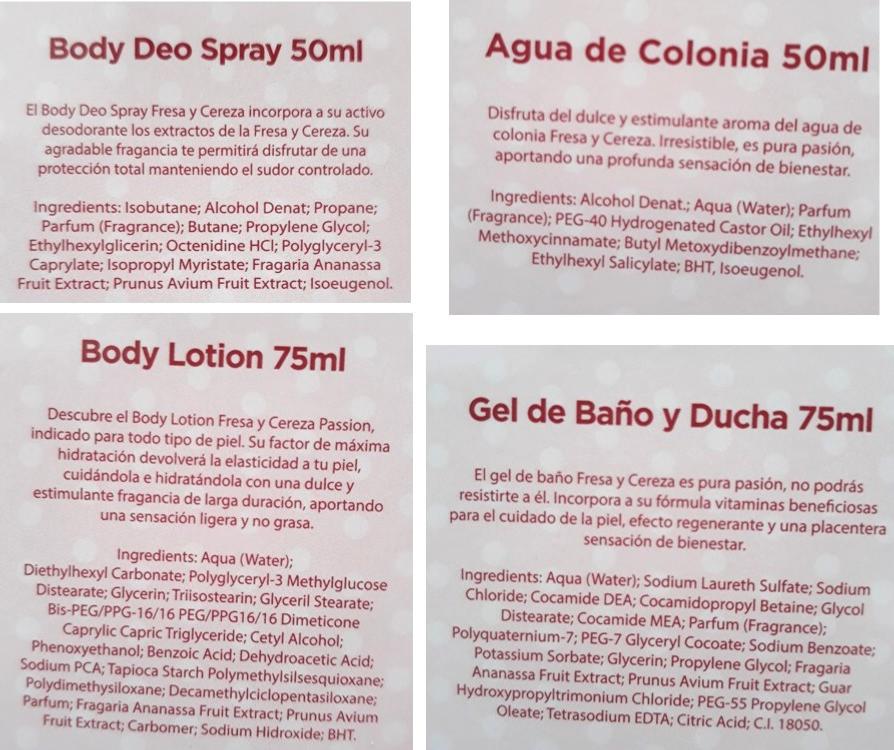 Body Deo Spray 50ml
El Body Deo Spray Fresa y Cereza incorpora a su activo
desodorante los extractos de la Fresa y Cereza. Su
agradable fragancia te permitirá disfrutar de una
protección total manteniendo el sudor controlado.
Ingredients: Isobutane; Alcohol Denat; Propane;
Parfum (Fragrance); Butane; Propylene Glycol;
Ethylhexylglicerin; Octenidine HCl; Polyglyceryl-3
Caprylate; Isopropyl Myristate; Fragaria Ananassa
Fruit Extract; Prunus Avium Fruit Extract; Isoeugenol.
Agua de Colonia 50ml
Disfruta del dulce y estimulante aroma del agua de
colonia Fresa y Cereza. Irresistible, es pura pasión,
aportando una profunda sensación de bienestar.
Ingredients: Alcohol Denat.; Aqua (Water); Parfum
(Fragrance); PEG-40 Hydrogenated Castor Oil; Ethylhexyl
Methoxycinnamate; Butyl Metoxydibenzoylmethane;
Ethylhexyl Salicylate; BHT, Isoeugenol.
Body Lotion 75ml
Descubre el Body Lotion Fresa y Cereza Passion,
indicado para todo tipo de piel. Su factor de máxima
hidratación devolverá la elasticidad a tu piel,
cuidándola e hidratándola con una dulce y
estimulante fragancia de larga duración, aportando
una sensación ligera y no grasa.
Ingredients: Aqua (Water);
Diethylhexyl Carbonate; Polyglyceryl-3 Methylglucose
Distearate; Glycerin; Triisostearin; Glyceril Stearate;
Bis-PEG/PPG-16/16 PEG/PPG16/16 Dimeticone
Caprylic Capric Triglyceride; Cetyl Alcohol;
Phenoxyethanol; Benzoic Acid; Dehydroacetic Acid;
Sodium PCA; Tapioca Starch Polymethylsilsesquioxane;
Polydimethysiloxane; Decamethylciclopentasiloxane;
Parfum; Fragaria Ananassa Fruit Extract; Prunus Avium
Fruit Extract; Carbomer; Sodium Hidroxide; BHT.
Gel de Baño y Ducha 75ml
El gel de baño Fresa y Cereza es pura pasión, no podrás
resistirte a él. Incorpora a su fórmula vitaminas beneficiosas
para el cuidado de la piel, efecto regenerante y una placentera
sensación de bienestar.
Ingredients: Aqua (Water); Sodium Laureth Sulfate; Sodium
Chloride; Cocamide DEA; Cocamidopropyl Betaine; Glycol
Distearate; Cocamide MEA; Parfum (Fragrance);
Polyquaternium-7; PEG-7 Glyceryl Cocoate; Sodium Benzoate;
Potassium Sorbate; Glycerin; Propylene Glycol; Fragaria
Ananassa Fruit Extract; Prunus Avium Fruit Extract; Guar
Hydroxypropyltrimonium Chloride; PEG-55 Propylene Glycol
Oleate; Tetrasodium EDTA; Citric Acid; C.I. 18050.